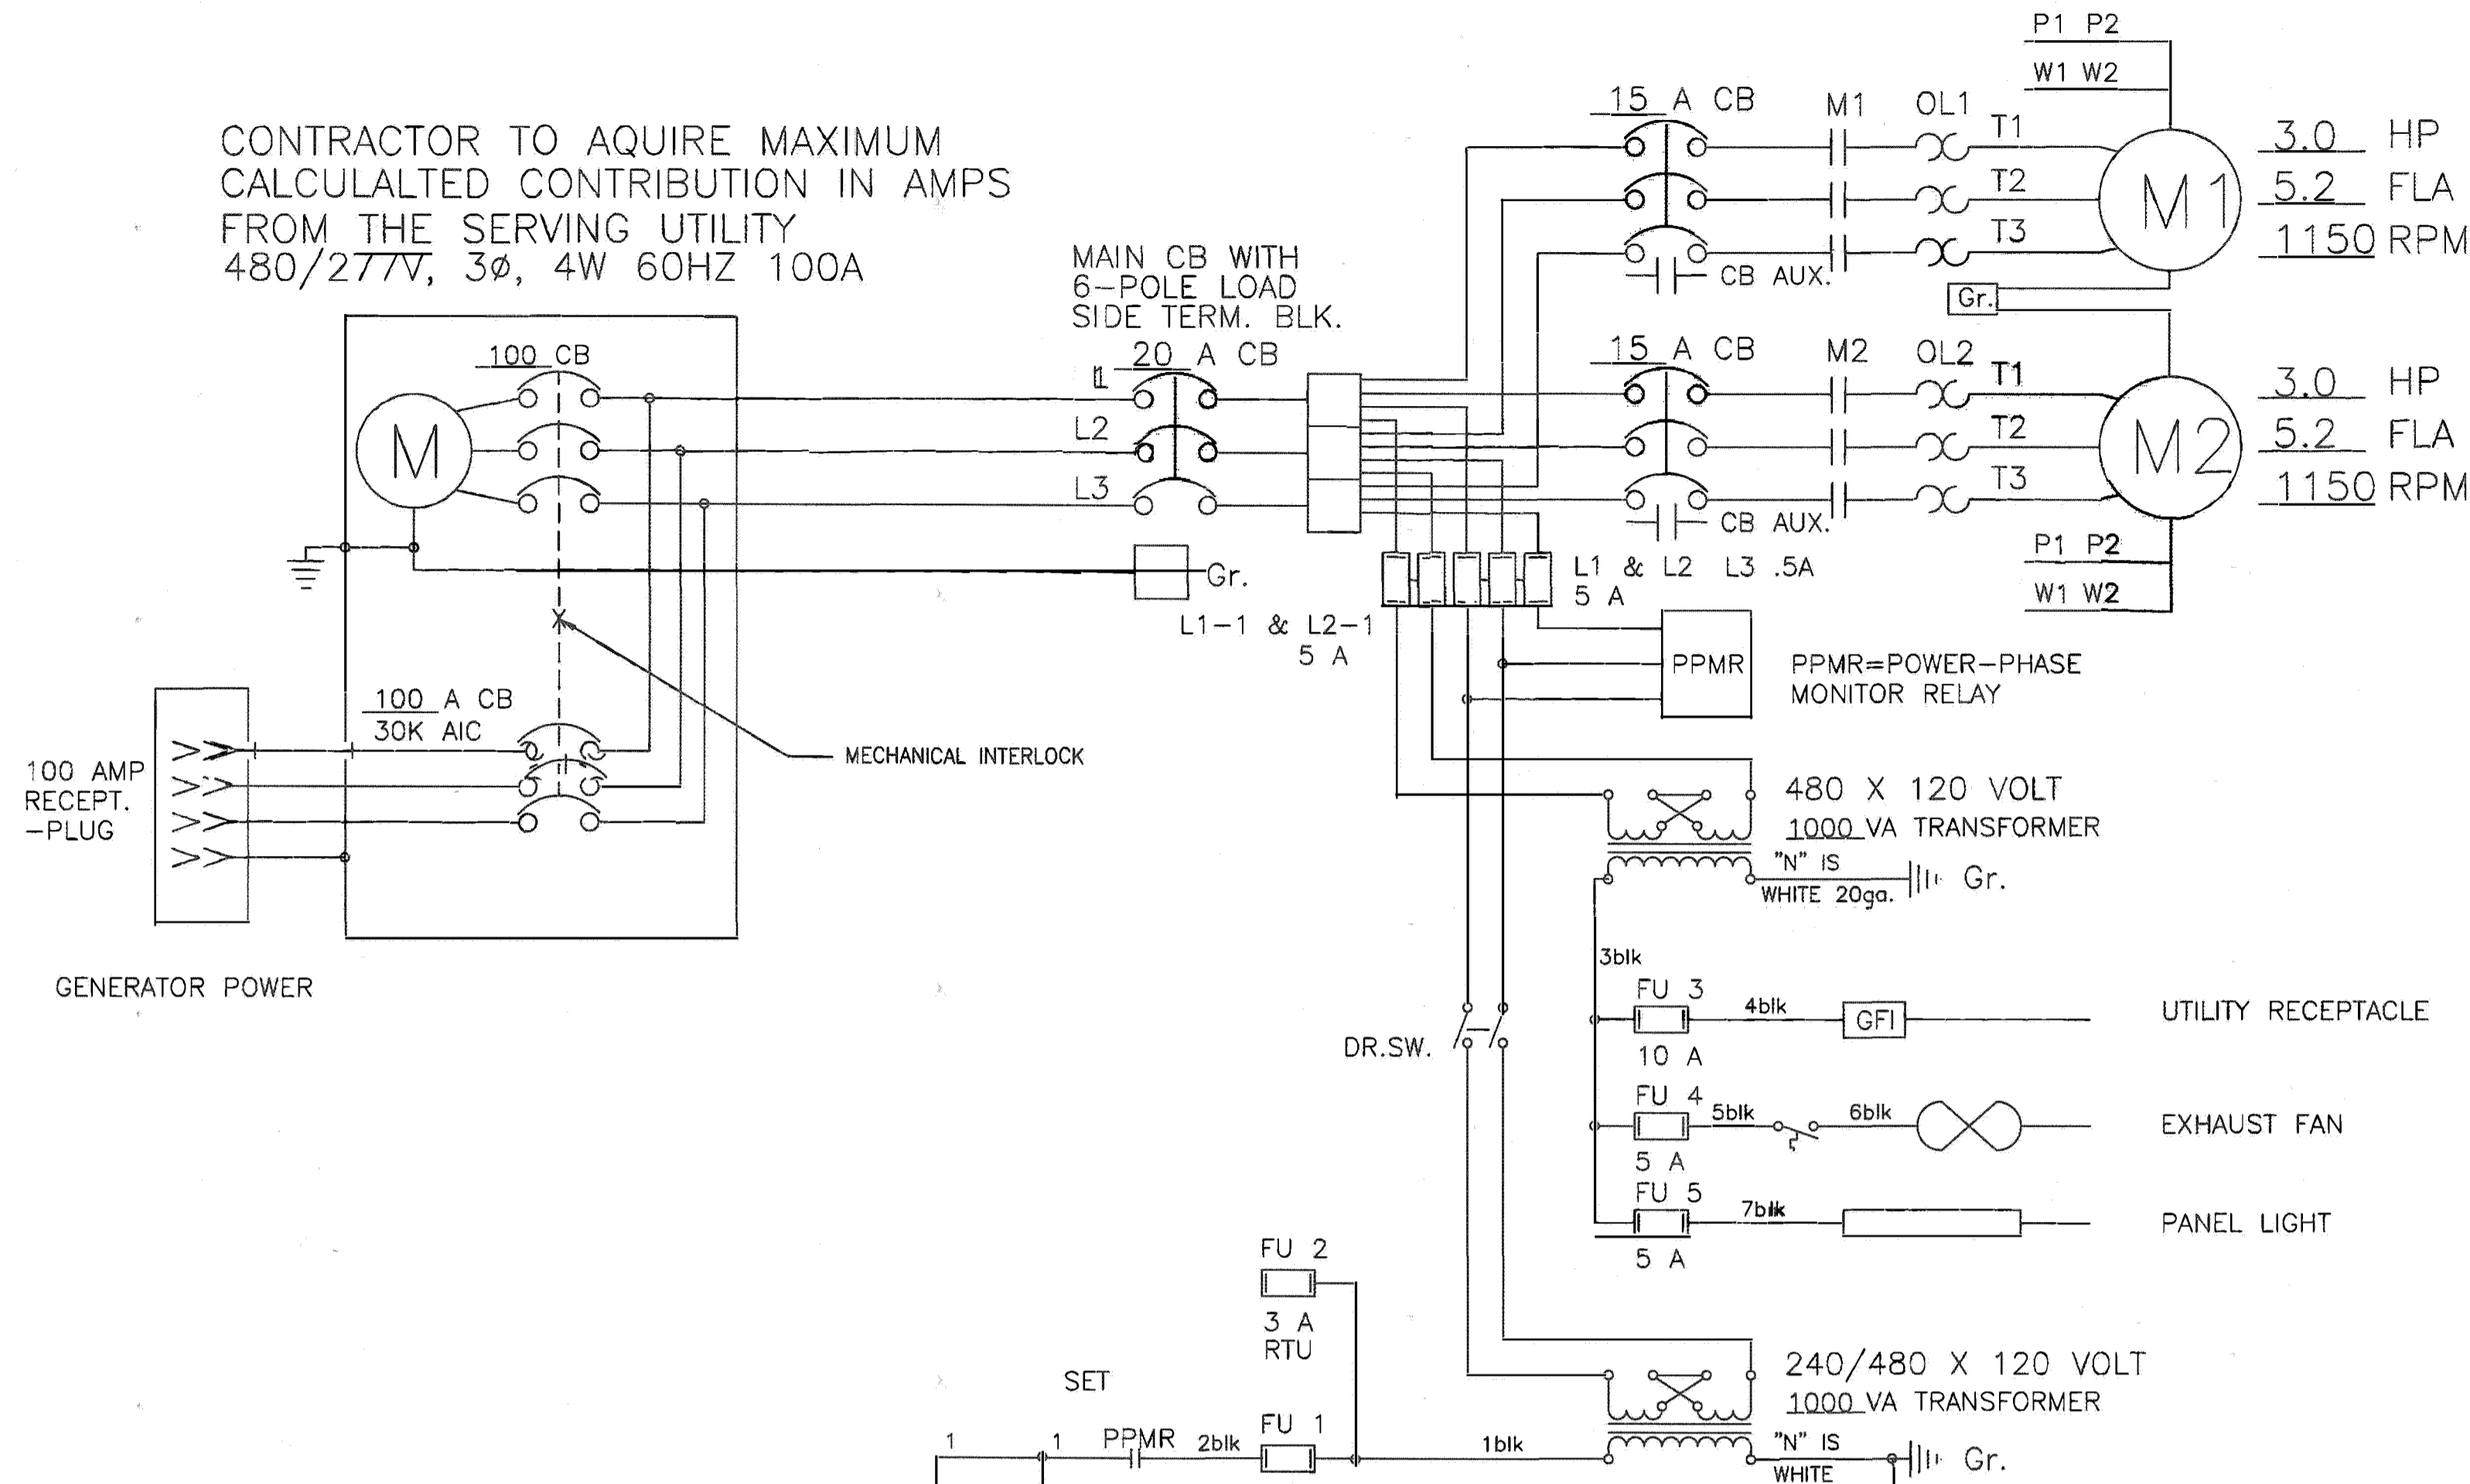 CONTRACTOR TO AQUIRE MAXIMUM
CALCULALTED CONTRIBUTION IN AMPS
FROM THE SERVING UTILITY
480/277V, 3ø, 4W 60HZ 100A
MAIN CB WITH
6-POLE LOAD
SIDE TERM. BLK.
20 A CB
L1
L2
L3
100 CB
M
Gr.
L1-1 & L2-1
5 A
100 A CB
30K AIC
MECHANICAL INTERLOCK
100 AMP
RECEPT.
-PLUG
GENERATOR POWER
P1 P2
W1 W2
15 A CB
M1
OL1
T1
T2
T3
CB AUX.
M1
3.0 HP
5.2 FLA
1150 RPM
Gr.
15 A CB
M2
OL2
T1
T2
T3
CB AUX.
M2
3.0 HP
5.2 FLA
1150 RPM
P1 P2
W1 W2
L1 & L2 L3 .5A
5 A
PPMR
PPMR=POWER-PHASE
MONITOR RELAY
480 X 120 VOLT
1000 VA TRANSFORMER
"N" IS
WHITE 20ga.
Gr.
3blk
FU 3
10 A
4blk
GFI
UTILITY RECEPTACLE
DR.SW.
FU 4
5 A
5blk
6blk
EXHAUST FAN
FU 5
5 A
7blk
PANEL LIGHT
FU 2
3 A
RTU
240/480 X 120 VOLT
1000 VA TRANSFORMER
"N" IS
WHITE
Gr.
SET
1
1
PPMR
2blk
FU 1
1blk